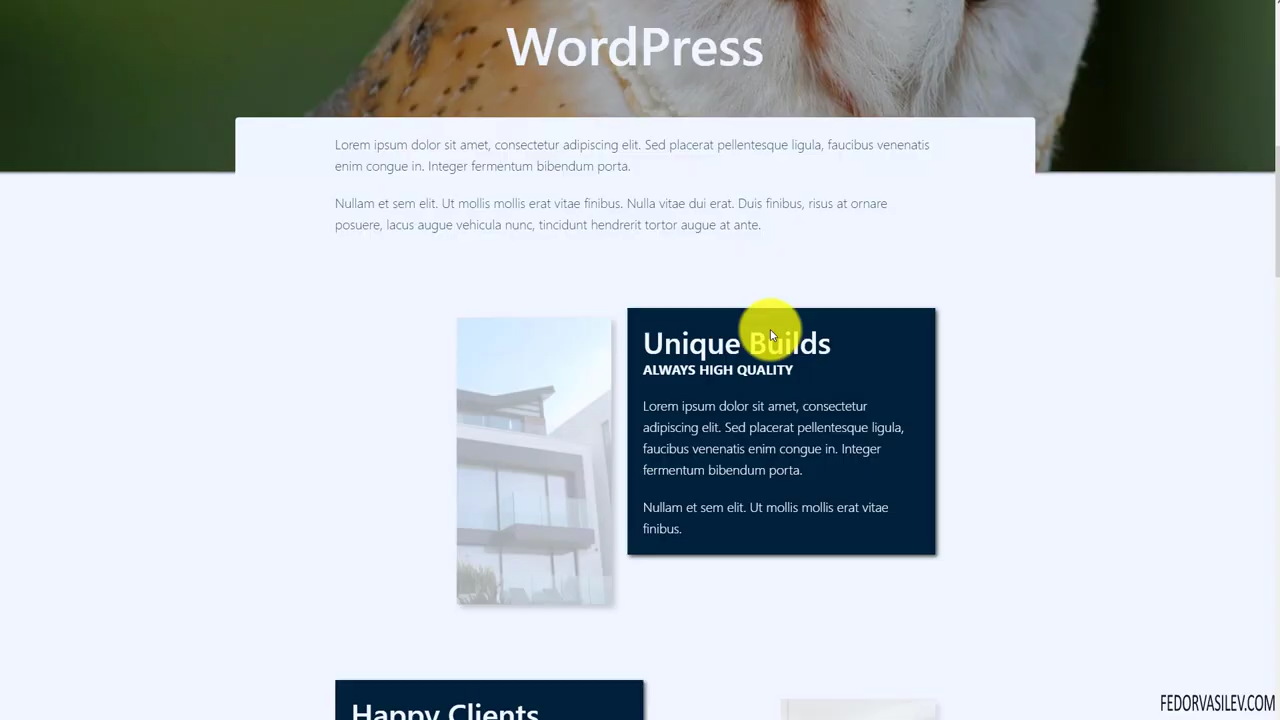 WordPress
Lorem ipsum dolor sit amet, consectetur adipiscing elit. Sed placerat pellentesque ligula, faucibus venenatis
enim congue in. Integer fermentum bibendum porta.
Nullam et sem elit. Ut mollis mollis erat vitae finibus. Nulla vitae dui erat. Duis finibus, risus at ornare
posuere, lacus augue vehicula nunc, tincidunt hendrerit tortor augue at ante.
Unique Builds
ALWAYS HIGH QUALITY
Lorem ipsum dolor sit amet, consectetur
adipiscing elit. Sed placerat pellentesque ligula,
faucibus venenatis enim congue in. Integer
fermentum bibendum porta.
Nullam et sem elit. Ut mollis mollis erat vitae
finibus.
Happy Clients
FEDORVASILEV.COM